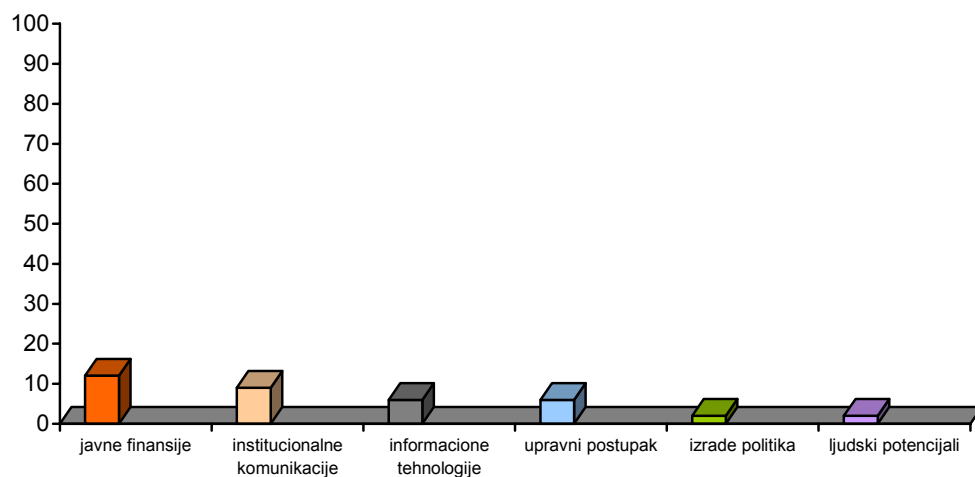 100
90
80
70
60
50
40
30
20
10
0
javne finansije
institucionalne
komunikacije
informacione
tehnologije
upravni postupak
izrade politika
ljudski potencijali